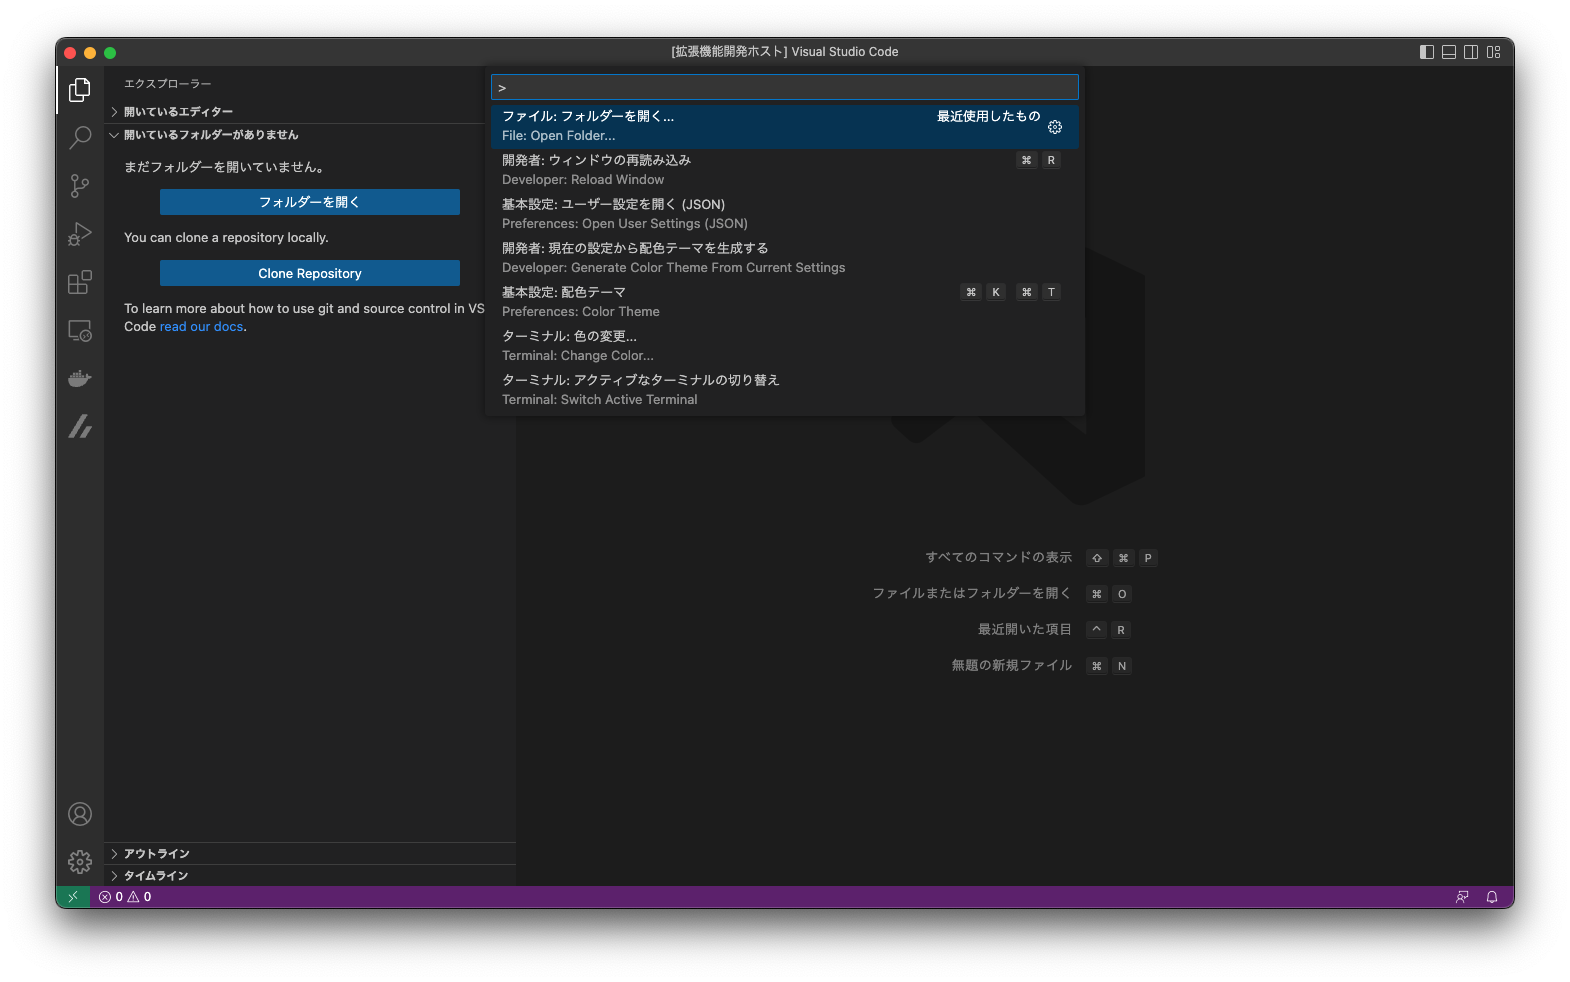 [拡張機能開発ホスト] Visual Studio Code
エクスプローラー
開いているエディター
開いているフォルダーがありません
まだフォルダーを開いていません。
フォルダーを開く
You can clone a repository locally.
Clone Repository
To learn more about how to use git and source control in VS
Code read our docs.
>
ファイル: フォルダーを開く... 最近使用したもの
File: Open Folder...
開発者: ウィンドウの再読み込み ⌘ R
Developer: Reload Window
基本設定: ユーザー設定を開く (JSON)
Preferences: Open User Settings (JSON)
開発者: 現在の設定から配色テーマを生成する
Developer: Generate Color Theme From Current Settings
基本設定: 配色テーマ ⌘ K ⌘ T
Preferences: Color Theme
ターミナル: 色の変更...
Terminal: Change Color...
ターミナル: アクティブなターミナルの切り替え
Terminal: Switch Active Terminal
すべてのコマンドの表示 ⇧ ⌘ P
ファイルまたはフォルダーを開く ⌘ O
最近開いた項目 ^ R
無題の新規ファイル ⌘ N
アウトライン
タイムライン
0 0